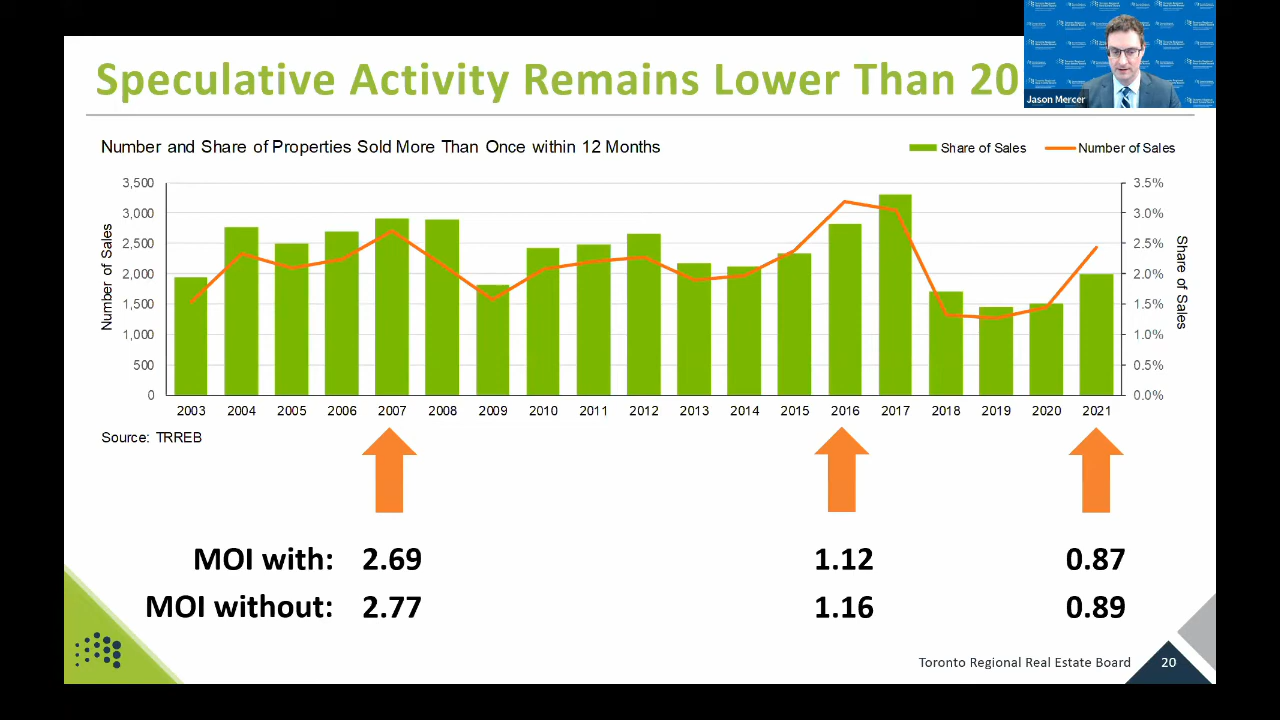 Speculative Activity Remains Lower Than 20
Jason Mercer
Number and Share of Properties Sold More Than Once within 12 Months
Share of Sales
Number of Sales
3,500
3,000
2,500
2,000
1,500
1,000
500
0
Number of Sales
3.5%
3.0%
2.5%
2.0%
1.5%
1.0%
0.5%
0.0%
Share of Sales
2003 2004 2005 2006 2007 2008 2009 2010 2011 2012 2013 2014 2015 2016 2017 2018 2019 2020 2021
Source: TRREB
MOI with: 2.69 1.12 0.87
MOI without: 2.77 1.16 0.89
Toronto Regional Real Estate Board 20